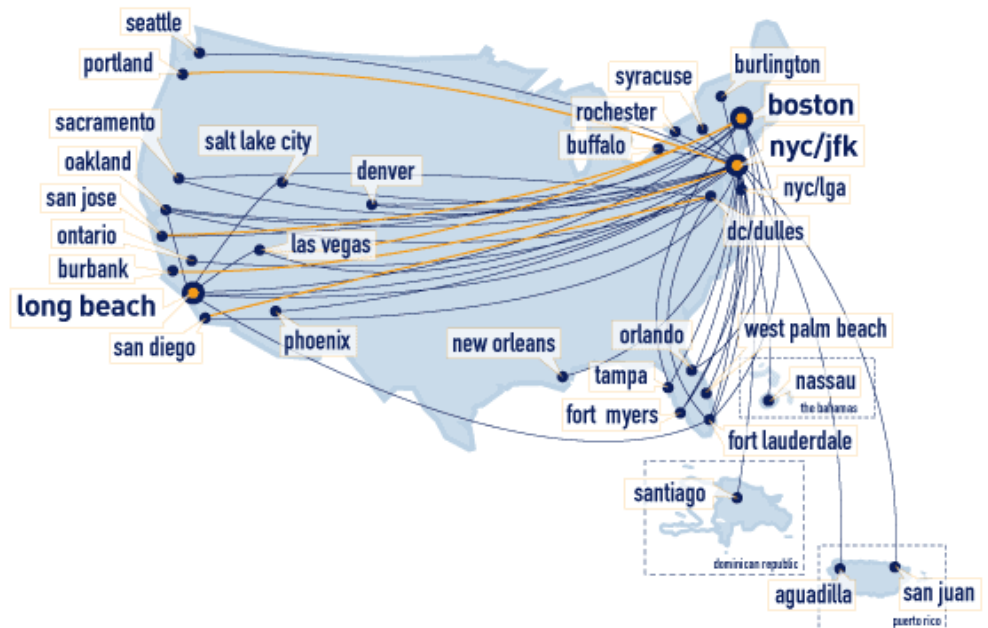 seattle
portland
burlington
syracuse
boston
rochester
sacramento
salt lake city
buffalo
nyc/jfk
oakland
denver
san jose
nyc/lga
ontario
las vegas
dc/dulles
burbank
long beach
san diego
phoenix
new orleans
orlando
west palm beach
tampa
nassau
the bahamas
fort myers
fort lauderdale
santiago
dominican republic
aguadilla
san juan
puerto rico